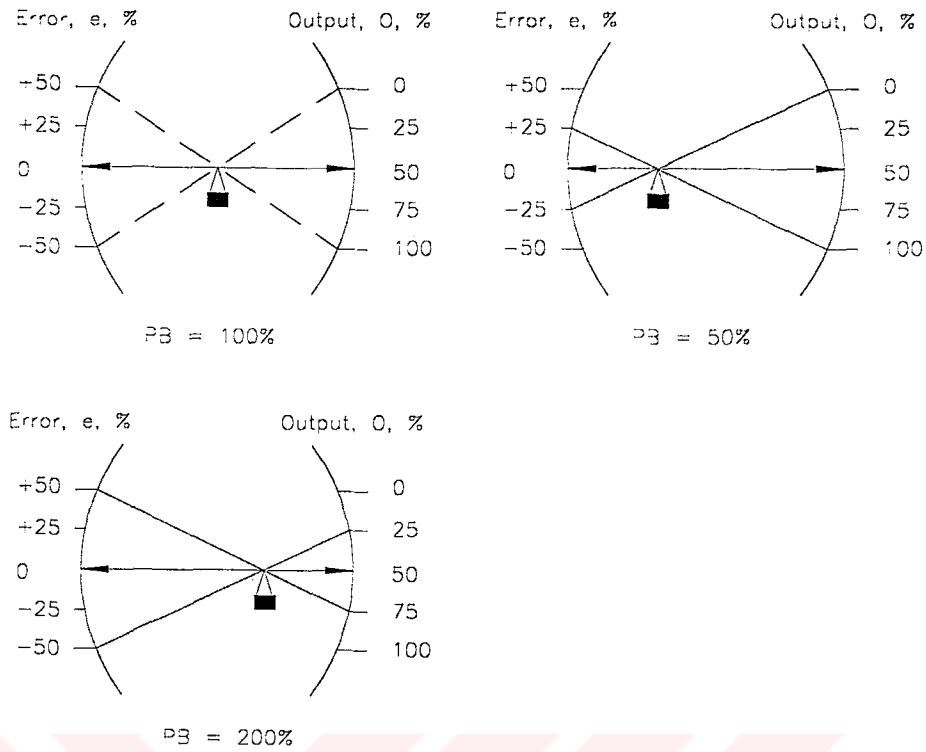 Error, e, % Output, O, %
+50 0
+25 25
0 50
-25 75
-50 100
PB = 100%
Error, e, % Output, O, %
+50 0
+25 25
0 50
-25 75
-50 100
PB = 50%
Error, e, % Output, O, %
+50 0
+25 25
0 50
-25 75
-50 100
PB = 200%